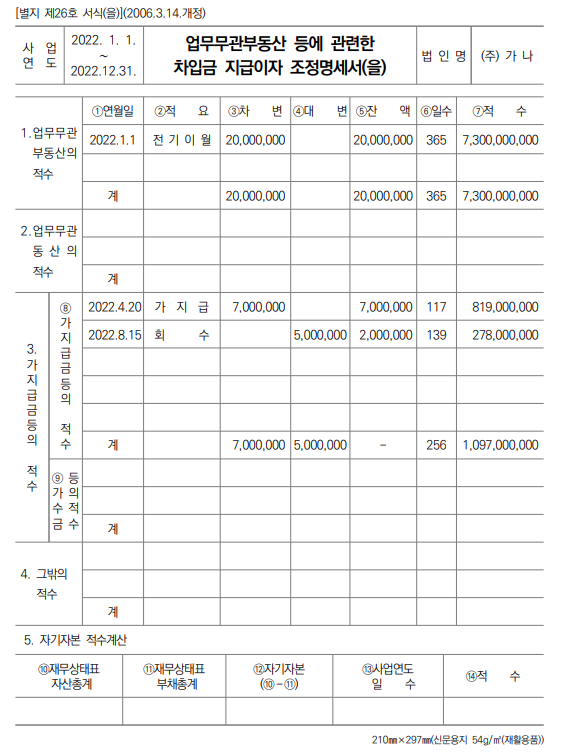 [별지 제26호 서식(을)](2006.3.14.개정)
사 업 연 도
2022. 1. 1. ~ 2022.12.31.
업무무관부동산 등에 관련한
차입금 지급이자 조정명세서(을)
법 인 명
(주) 가 나
①연월일 ②적 요 ③차 변 ④대 변 ⑤잔 액 ⑥일수 ⑦적 수
1.업무무관 부동산의 적수
2022.1.1 전 기 이 월 20,000,000 20,000,000 365 7,300,000,000
계 20,000,000 20,000,000 365 7,300,000,000
2.업무무관 동 산 의 적수
계
3. 가지급금등의 적수
⑧ 가지급금등의 적수
2022.4.20 가 지 급 7,000,000 7,000,000 117 819,000,000
2022.8.15 회 수 5,000,000 2,000,000 139 278,000,000
계 7,000,000 5,000,000 - 256 1,097,000,000
⑨ 가수금 등의적수
계
4. 그밖의 적수
계
5. 자기자본 적수계산
⑩재무상태표 자산총계
⑪재무상태표 부채총계
⑫자기자본 (⑩-⑪)
⑬사업연도 일 수
⑭적 수
210㎜×297㎜(신문용지 54g/㎡(재활용품))